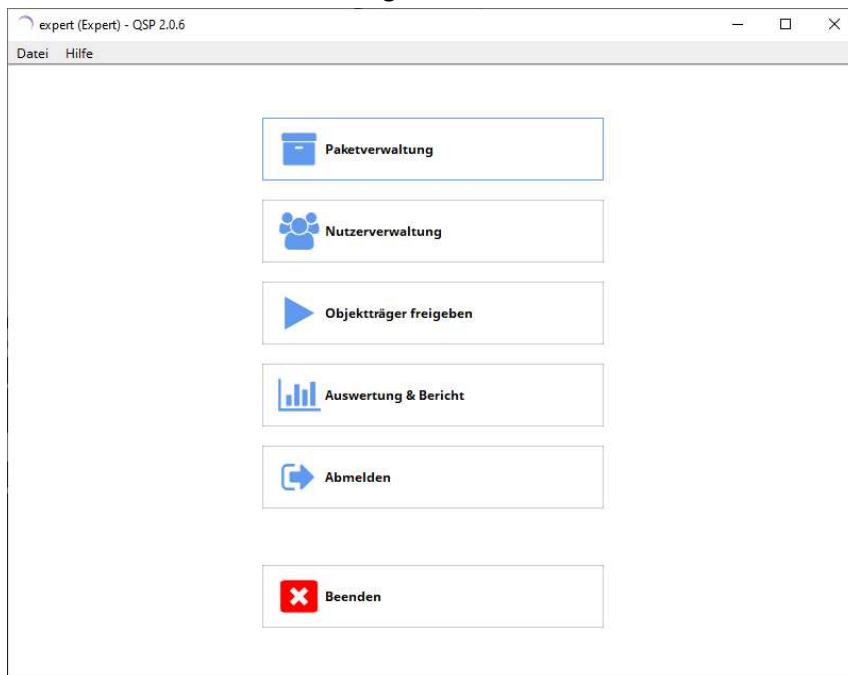 expert (Expert) - QSP 2.0.6
Datei Hilfe
Paketverwaltung
Nutzerverwaltung
Objektträger freigeben
Auswertung & Bericht
Abmelden
Beenden